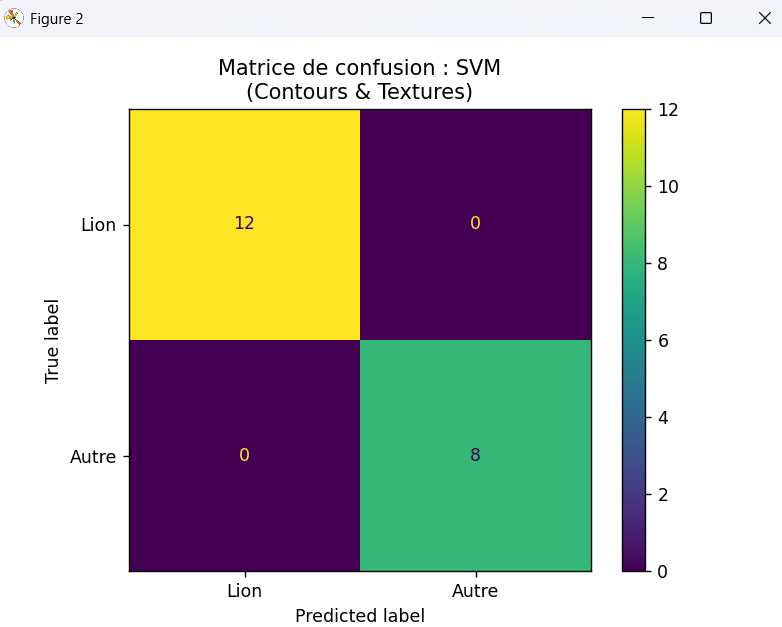 Figure 2
Matrice de confusion : SVM
(Contours & Textures)
Lion
12
0
Autre
0
8
True label
Lion
Autre
Predicted label
12
10
8
6
4
2
0